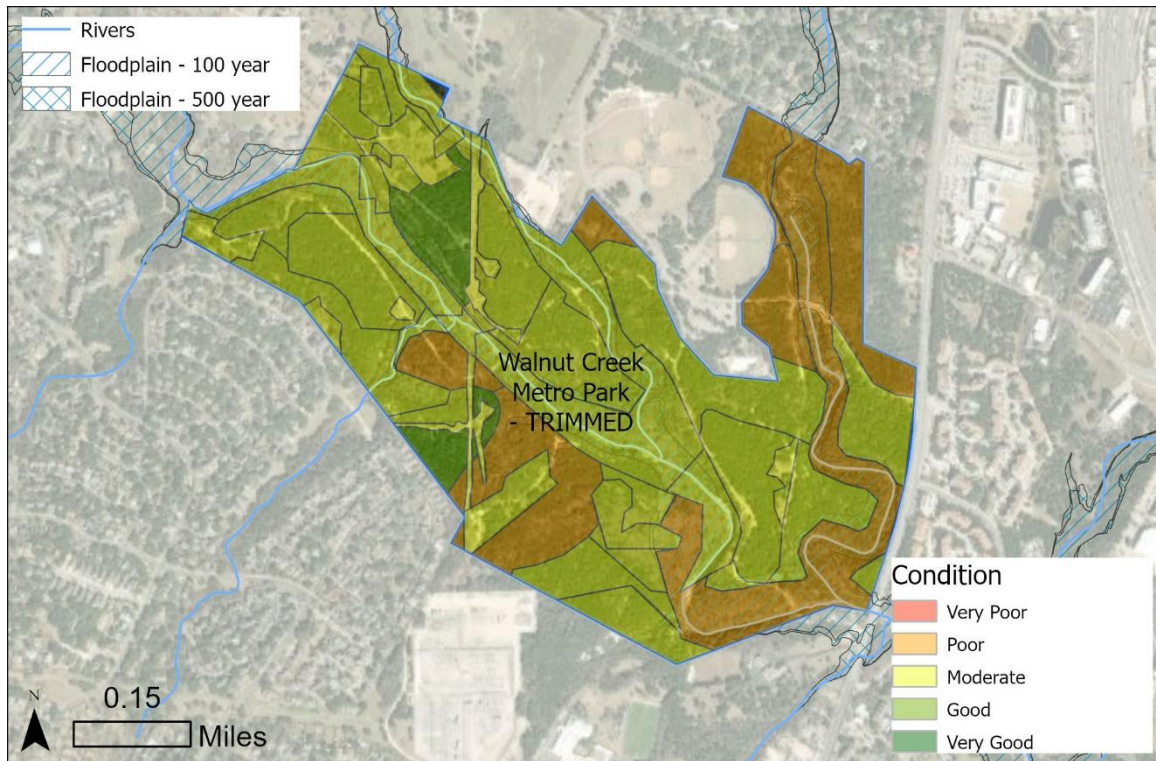 Rivers
Floodplain - 100 year
Floodplain - 500 year
Walnut Creek
Metro Park
- TRIMMED
N
0.15
Miles
Condition
Very Poor
Poor
Moderate
Good
Very Good